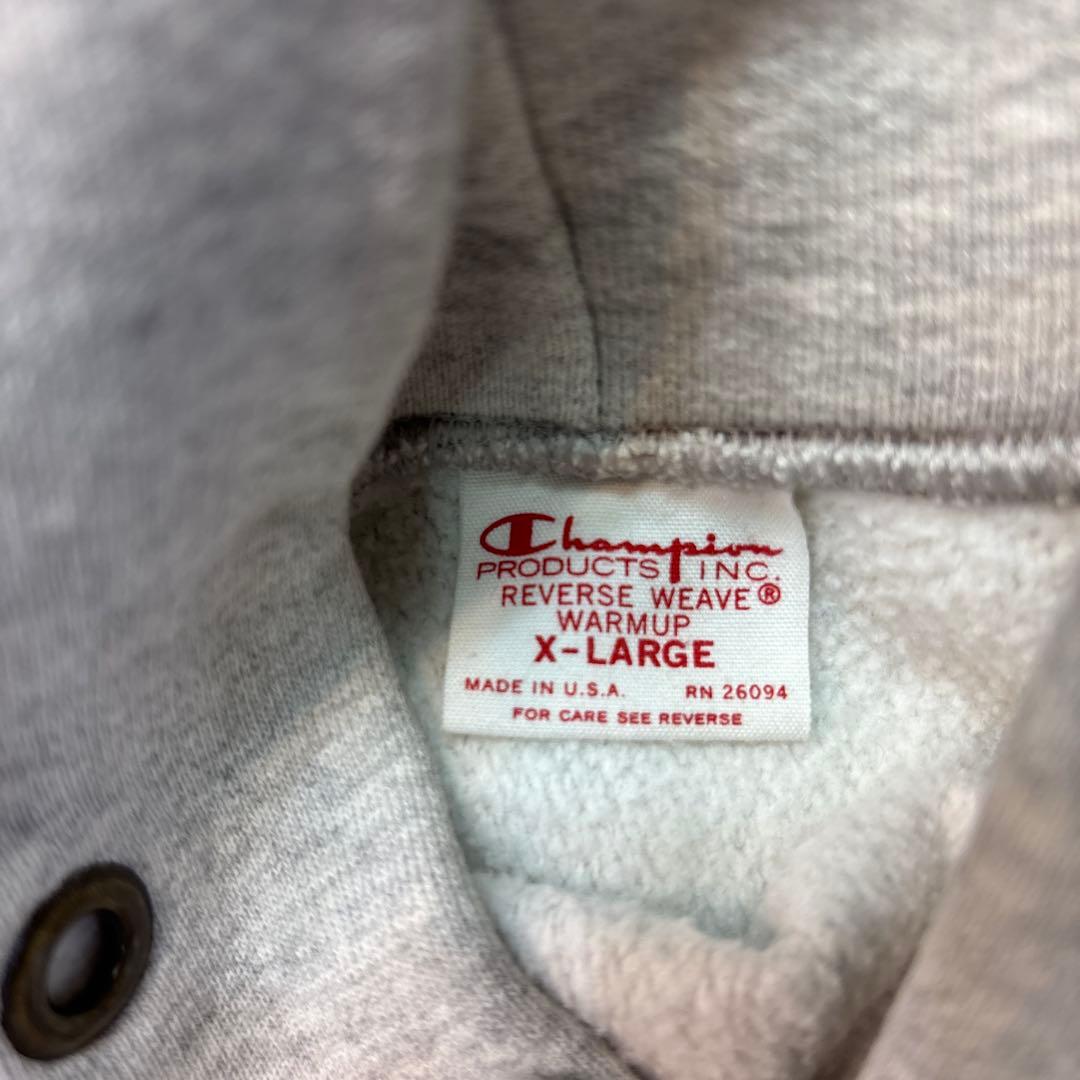 Champion
PRODUCTS INC.
REVERSE WEAVE®
WARMUP
X-LARGE
MADE IN U.S.A. RN 26094
FOR CARE SEE REVERSE